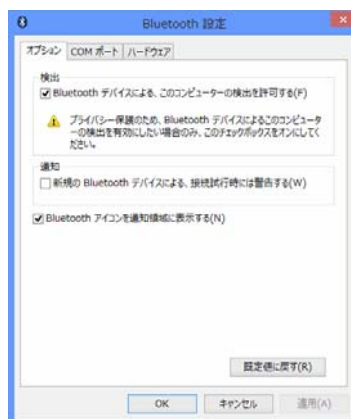 Bluetooth 設定
オプション COM ポート ハードウェア
検出
Bluetooth デバイスによる、このコンピューターの検出を許可する(F)
プライバシー保護のため、Bluetooth デバイスによるこのコンピュータ
ーの検出を有効にしたい場合のみ、このチェックボックスをオンにしてく
ださい。
通知
新規の Bluetooth デバイスによる、接続試行時には警告する(W)
Bluetooth アイコンを通知領域に表示する(N)
既定値に戻す(R)
OK キャンセル 適用(A)